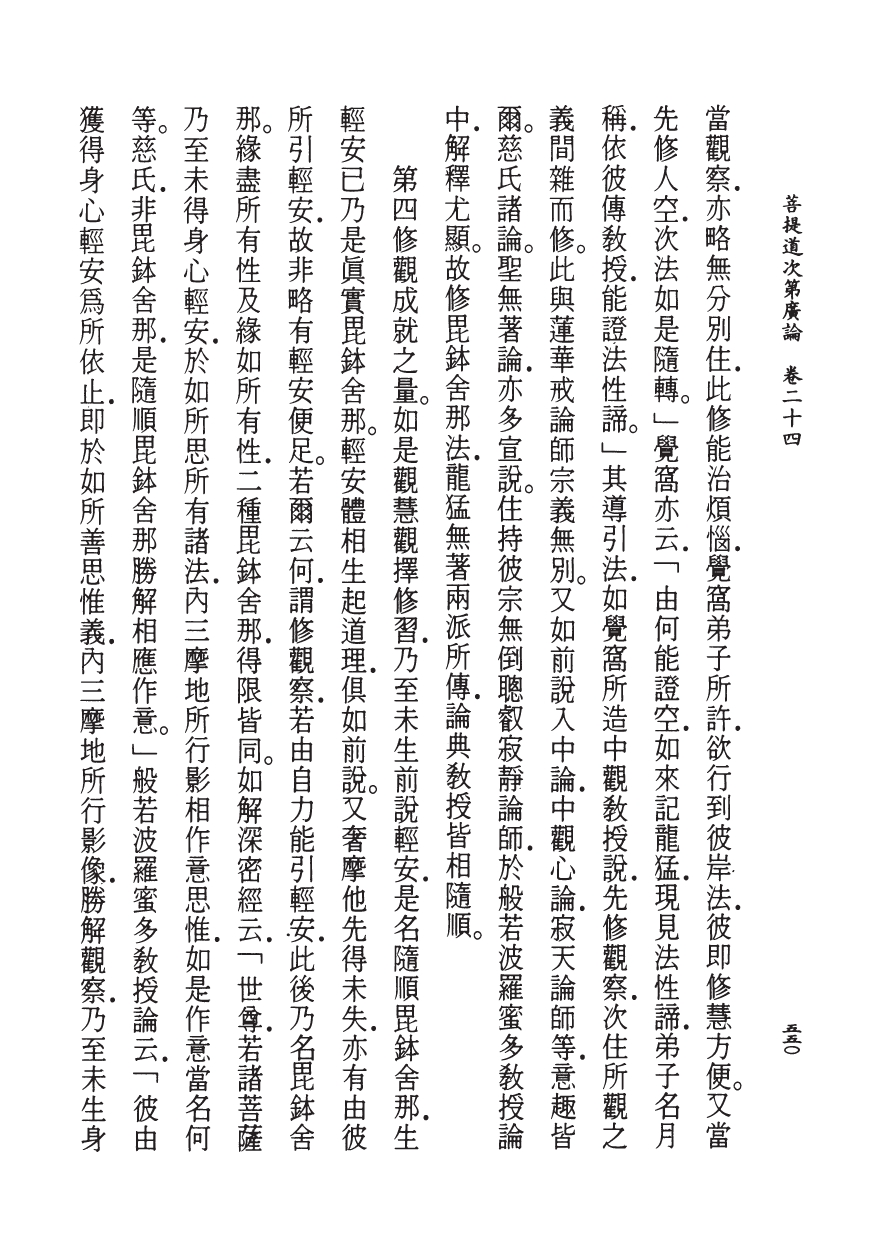 菩提道次第廣論　卷二十四
五五〇
當觀察．亦略無分別住．此修能治煩惱．覺窩弟子所許．欲行到彼岸法．彼即修慧方便。又當
先修人空．次法如是隨轉。」覺窩亦云．「由何能證空．如來記龍猛．現見法性諦．弟子名月
稱．依彼傳教授．能證法性諦。」其導引法．如覺窩所造中觀教授說．先修觀察．次住所觀之
義間雜而修。此與蓮華戒論師宗義無別。又如前說入中論．中觀心論．寂天論師等．意趣皆
爾。慈氏諸論。聖無著論．亦多宣說。住持彼宗無倒聰叡寂靜論師．於般若波羅蜜多教授論
中．解釋尤顯。故修毘鉢舍那法．龍猛無著兩派所傳．論典教授皆相隨順。
　　第四修觀成就之量。如是觀慧觀擇修習．乃至未生前說輕安．是名隨順毘鉢舍那．生
輕安已乃是眞實毘鉢舍那。輕安體相生起道理．俱如前說。又奢摩他先得未失．亦有由彼
所引輕安．故非略有輕安便足。若爾云何．謂修觀察．若由自力能引輕安．此後乃名毘鉢舍
那。緣盡所有性及緣如所有性．二種毘鉢舍那．得限皆同。如解深密經云．「世尊．若諸菩薩
乃至未得身心輕安．於如所思所有諸法．內三摩地所行影相作意思惟．如是作意當名何
等。慈氏．非毘鉢舍那．是隨順毘鉢舍那勝解相應作意。」般若波羅蜜多教授論云．「彼由
獲得身心輕安爲所依止．即於如所善思惟義．內三摩地所行影像．勝解觀察．乃至未生身